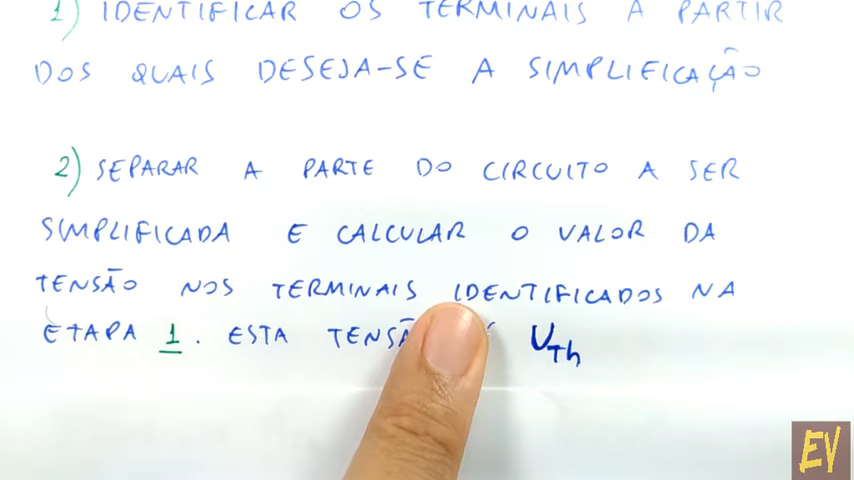 1) IDENTIFICAR OS TERMINAIS A PARTIR
DOS QUAIS DESEJA-SE A SIMPLIFICAÇÃO
2) SEPARAR A PARTE DO CIRCUITO A SER
SIMPLIFICADA E CALCULAR O VALOR DA
TENSÃO NOS TERMINAIS IDENTIFICADOS NA
ETAPA 1. ESTA TENSÃO UTh
EV